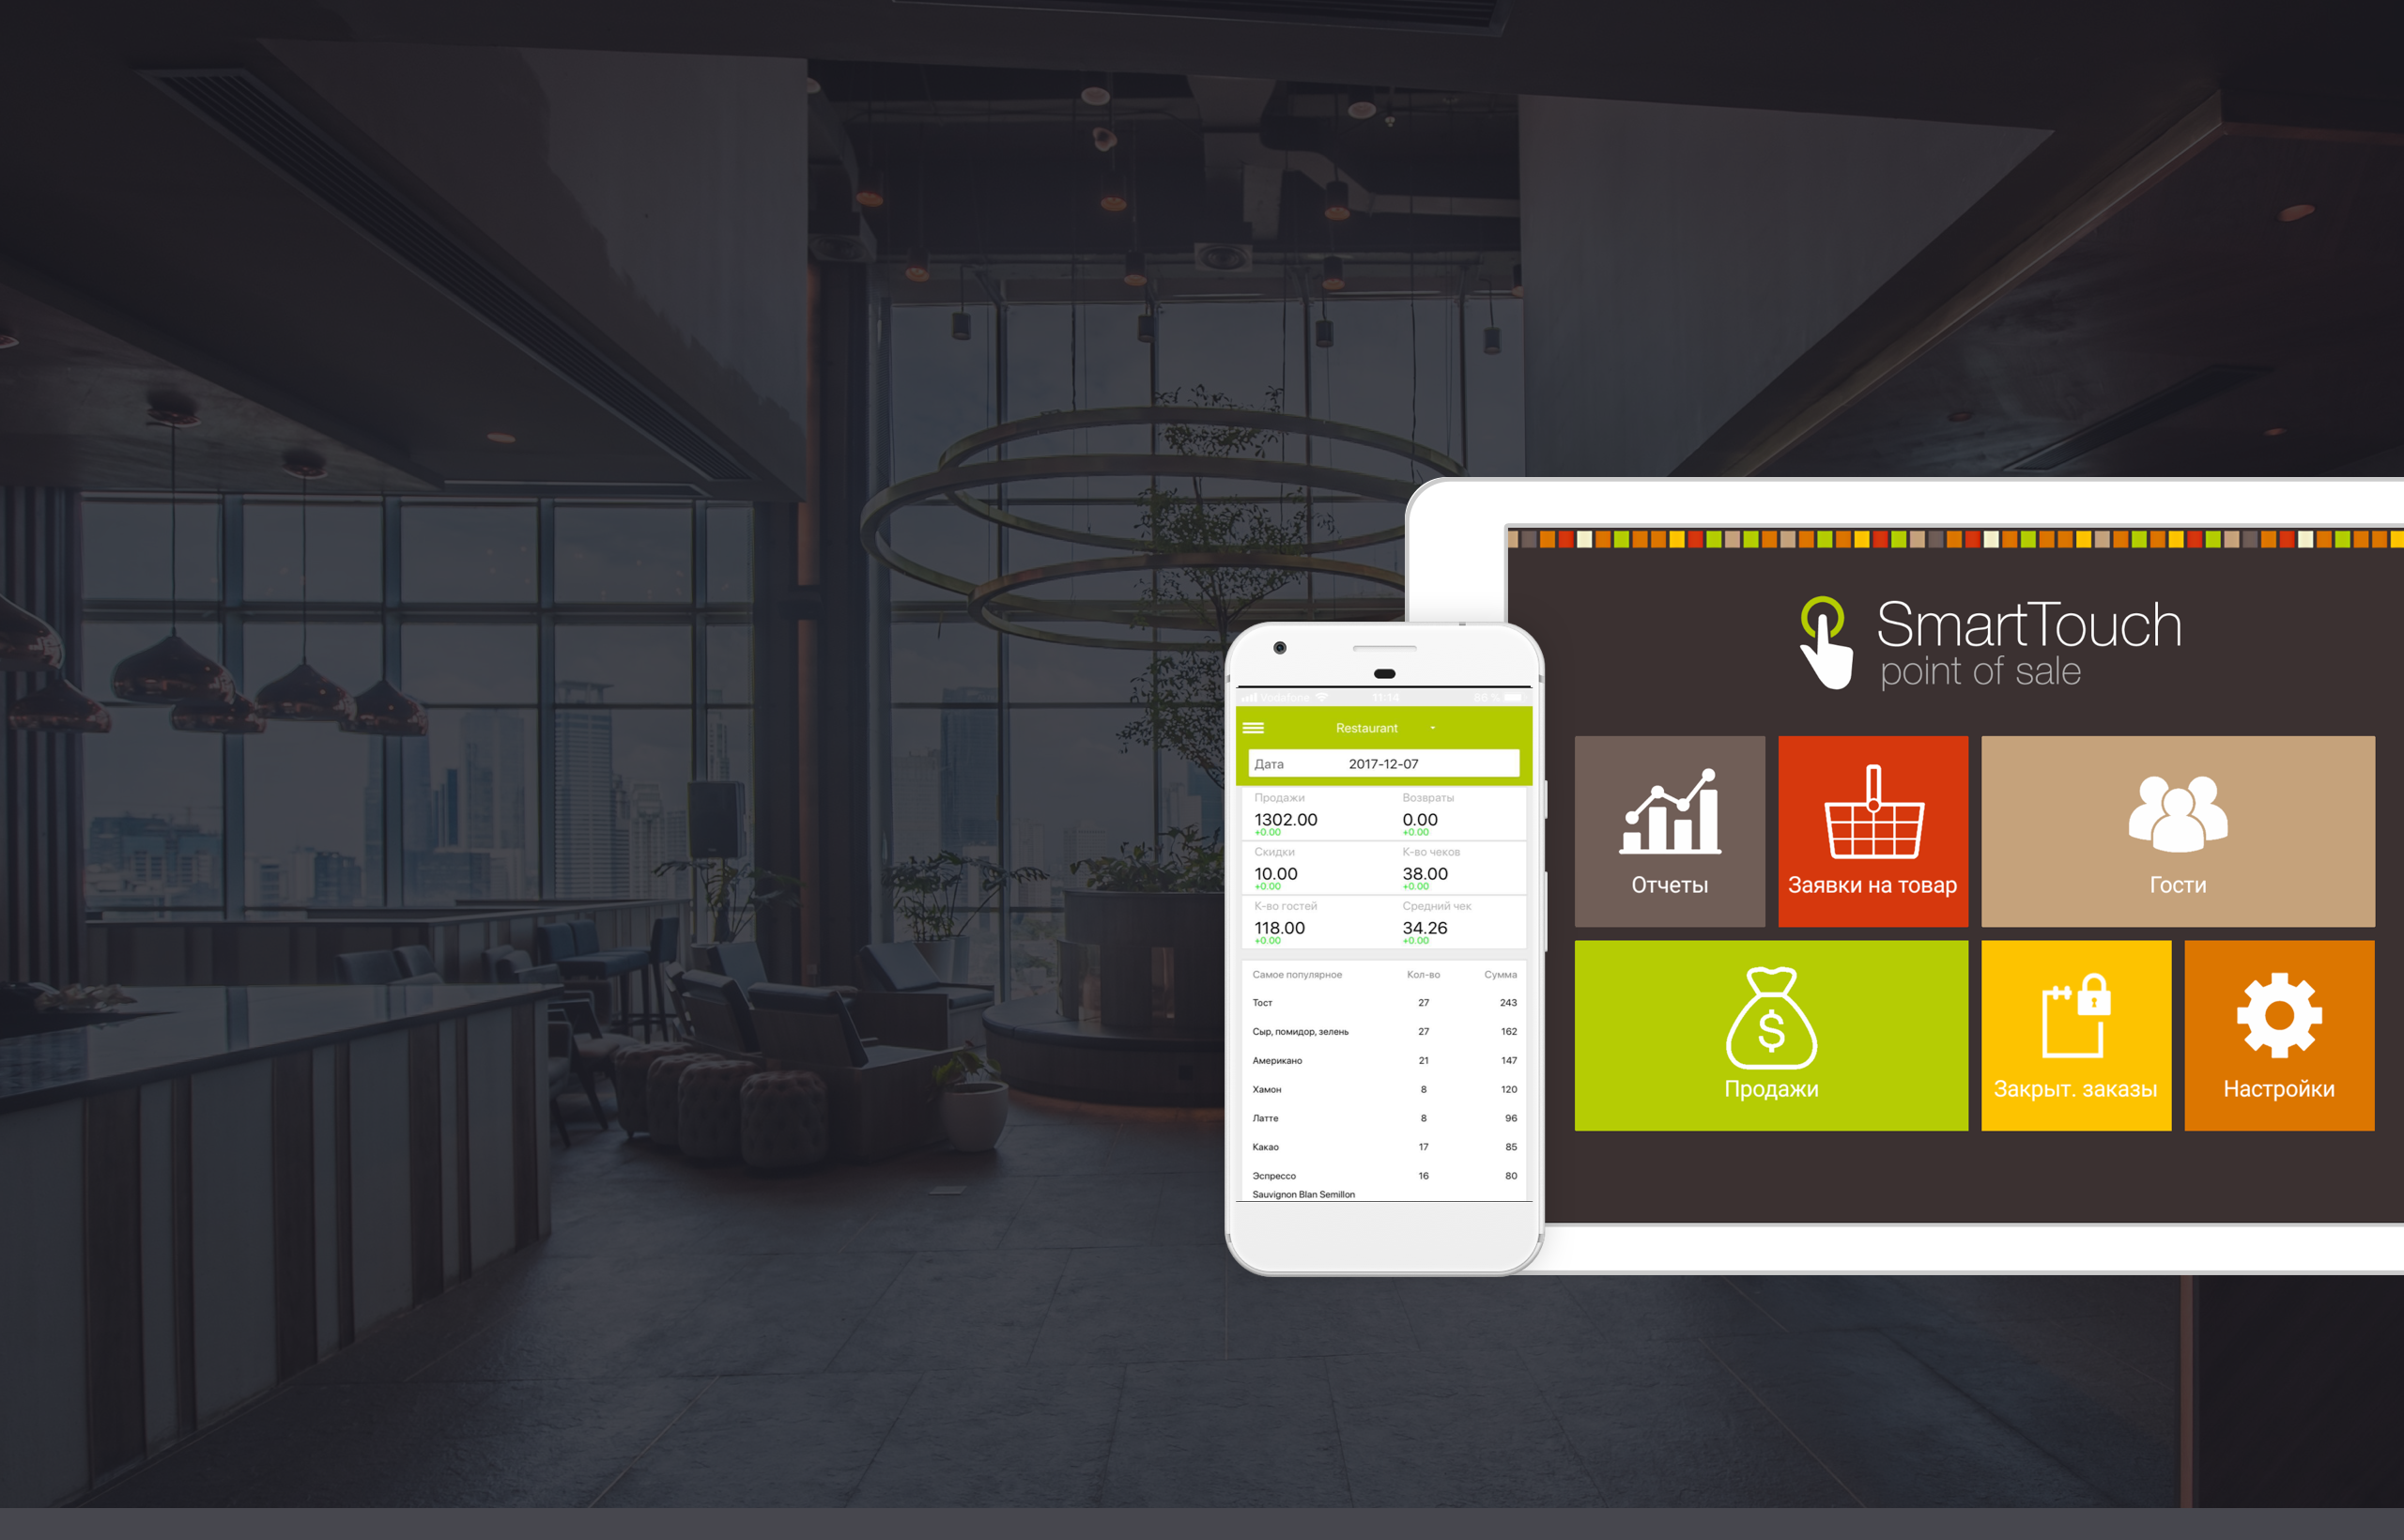 SmartTouch
point of sale
Отчеты
Заявки на товар
Гости
$
Продажи
Закрыт. заказы
Настройки
Vodafone 11:14 86 %
Restaurant
Дата 2017-12-07
Продажи Возвраты
1302.00 0.00
+0.00 +0.00
Скидки К-во чеков
10.00 38.00
+0.00 +0.00
К-во гостей Средний чек
118.00 34.26
+0.00 +0.00
Самое популярное Кол-во Сумма
Тост 27 243
Сыр, помидор, зелень 27 162
Американо 21 147
Хамон 8 120
Латте 8 96
Какао 17 85
Эспрессо 16 80
Sauvignon Blan Semillon